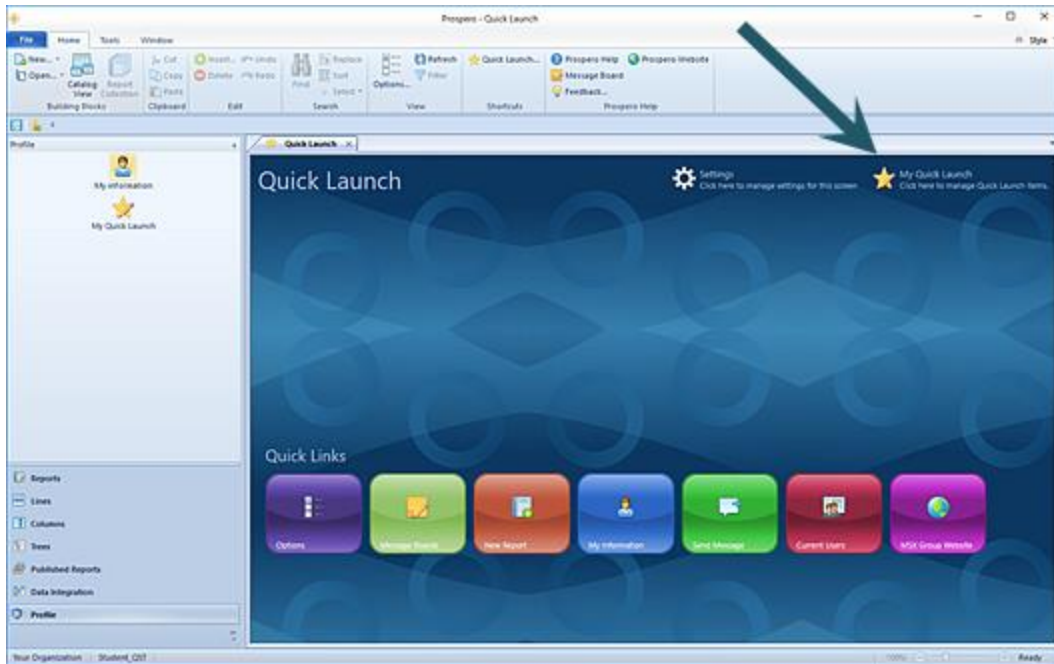 Prospero - Quick Launch
File Home Tools Window
Style
New...
Open...
Catalog View
Report Collection
Building Blocks
Cut
Copy
Paste
Clipboard
Insert... Undo
Delete Redo
Edit
Find
Replace
Sort
Select
Search
Options...
Refresh
Filter
View
Quick Launch...
Shortcuts
Prospero Help Prospero Website
Message Board
Feedback...
Prospero Help
Profile
Quick Launch
My information
My Quick Launch
Quick Launch
Settings
Click here to manage settings for this screen
My Quick Launch
Click here to manage Quick Launch items.
Quick Links
Options
Message Boards
New Report
My Information
Send Message
Current Users
MSX Group Website
Reports
Lines
Columns
Trees
Published Reports
Data Integration
Profile
Your Organization Student_QST
100%
Ready